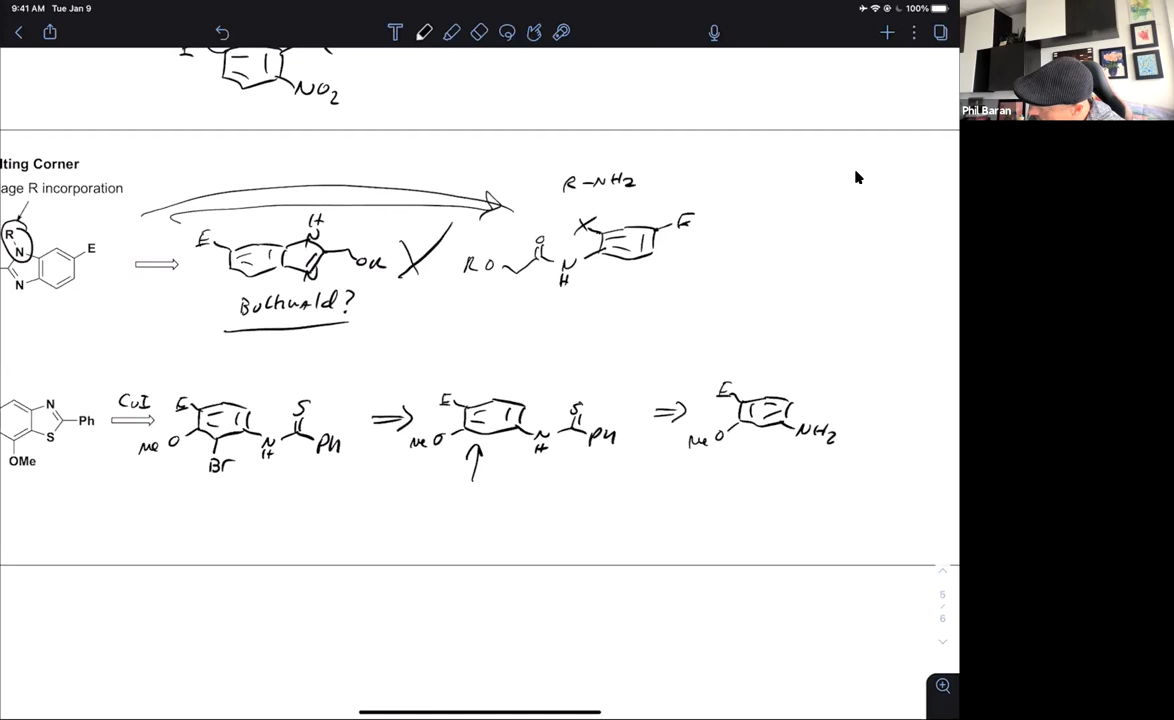 9:41 AM Tue Jan 9
100%
T
Phil Baran
NO2
lting Corner
age R incorporation
R
N
E
N
E
H
N
N
OR
X
Buchwald?
R-NH2
RO
O
N
H
X
E
N
Ph
S
OMe
CuI
E
MeO
Br
N
H
S
Ph
E
MeO
N
H
S
Ph
E
MeO
NH2
5
/
6